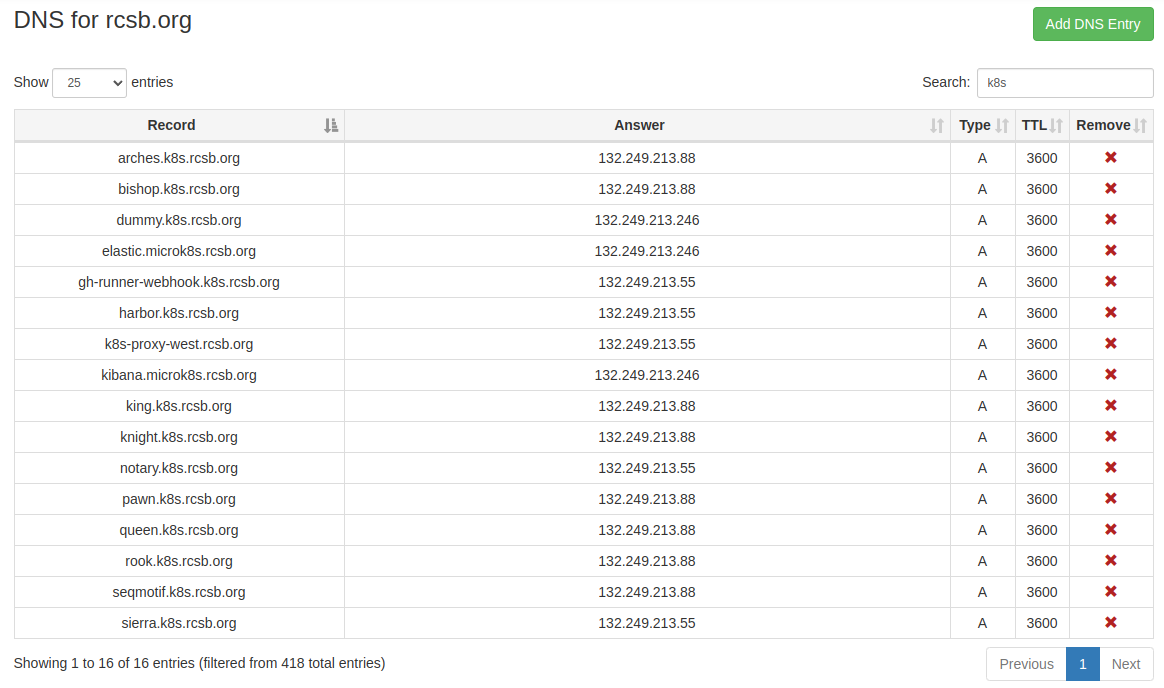 DNS for rcsb.org
Add DNS Entry
Show 25 entries
Search: k8s
Record Answer Type TTL Remove
arches.k8s.rcsb.org 132.249.213.88 A 3600
bishop.k8s.rcsb.org 132.249.213.88 A 3600
dummy.k8s.rcsb.org 132.249.213.246 A 3600
elastic.microk8s.rcsb.org 132.249.213.246 A 3600
gh-runner-webhook.k8s.rcsb.org 132.249.213.55 A 3600
harbor.k8s.rcsb.org 132.249.213.55 A 3600
k8s-proxy-west.rcsb.org 132.249.213.55 A 3600
kibana.microk8s.rcsb.org 132.249.213.246 A 3600
king.k8s.rcsb.org 132.249.213.88 A 3600
knight.k8s.rcsb.org 132.249.213.88 A 3600
notary.k8s.rcsb.org 132.249.213.55 A 3600
pawn.k8s.rcsb.org 132.249.213.88 A 3600
queen.k8s.rcsb.org 132.249.213.88 A 3600
rook.k8s.rcsb.org 132.249.213.88 A 3600
seqmotif.k8s.rcsb.org 132.249.213.88 A 3600
sierra.k8s.rcsb.org 132.249.213.55 A 3600
Showing 1 to 16 of 16 entries (filtered from 418 total entries)
Previous 1 Next